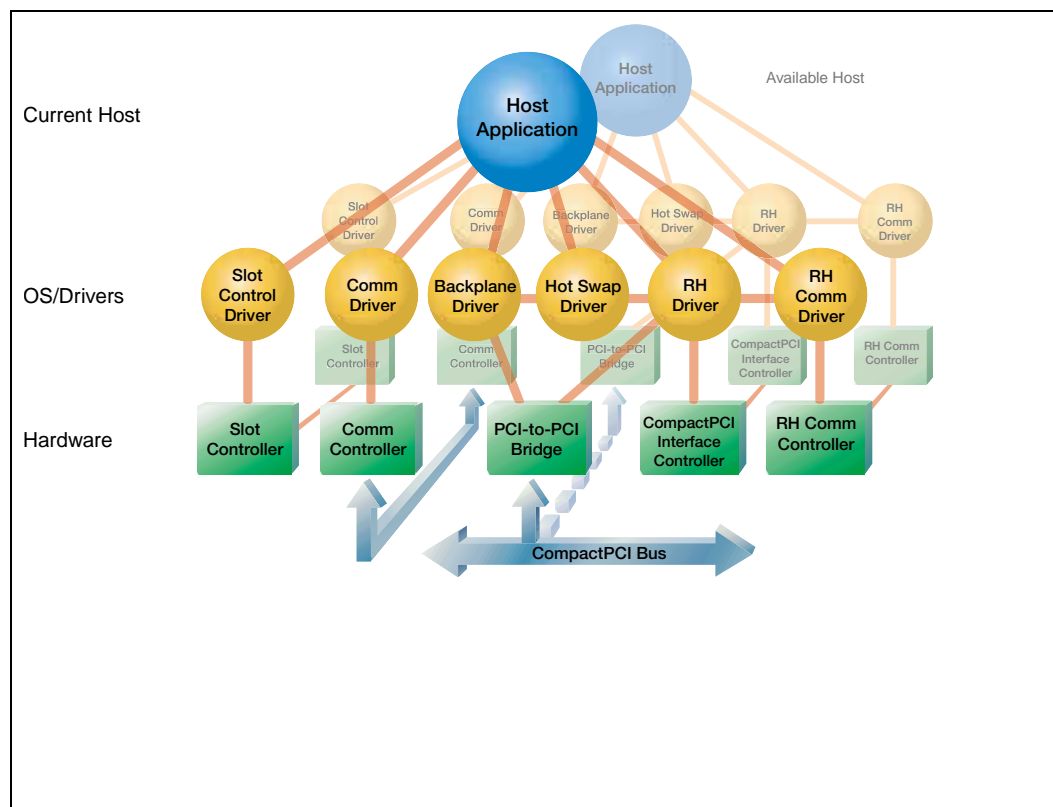 Host
Application
Available Host
Current Host
Host
Application
Slot
Control
Driver
Comm
Driver
Backplane
Driver
Hot Swap
Driver
RH
Driver
RH
Comm
Driver
OS/Drivers
Slot
Control
Driver
Comm
Driver
Backplane
Driver
Hot Swap
Driver
RH
Driver
RH
Comm
Driver
Slot
Controller
Comm
Controller
PCI-to-PCI
Bridge
CompactPCI
Interface
Controller
RH Comm
Controller
Hardware
Slot
Controller
Comm
Controller
PCI-to-PCI
Bridge
CompactPCI
Interface
Controller
RH Comm
Controller
CompactPCI Bus